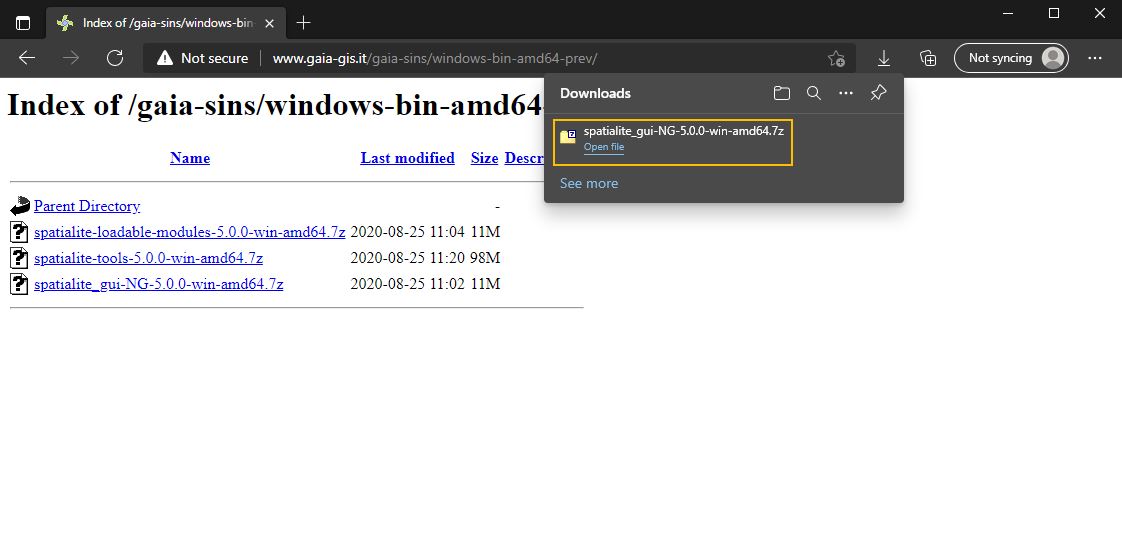 Index of /gaia-sins/windows-bin-
Not secure www.gaia-gis.it/gaia-sins/windows-bin-amd64-prev/ Not syncing
Downloads
spatialite_gui-NG-5.0.0-win-amd64.7z
Open file
See more
Index of /gaia-sins/windows-bin-amd64-
Name Last modified Size Descr
Parent Directory -
spatialite-loadable-modules-5.0.0-win-amd64.7z 2020-08-25 11:04 11M
spatialite-tools-5.0.0-win-amd64.7z 2020-08-25 11:20 98M
spatialite_gui-NG-5.0.0-win-amd64.7z 2020-08-25 11:02 11M